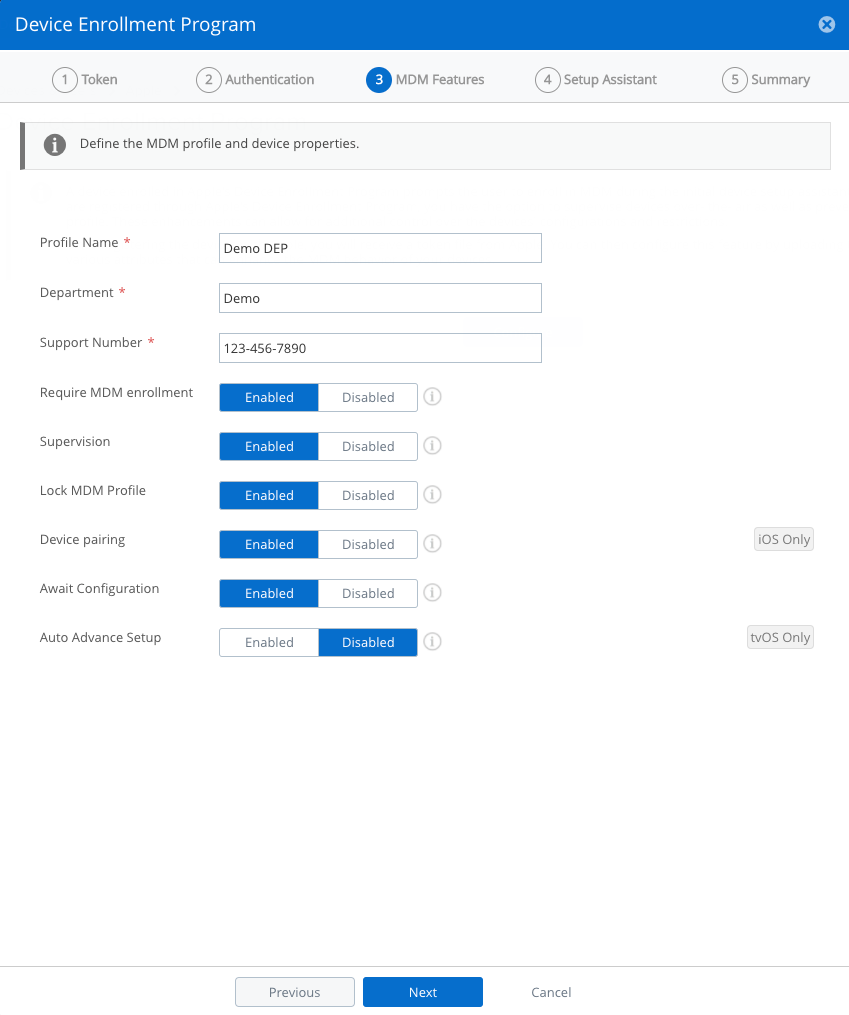 Device Enrollment Program
1 Token 2 Authentication 3 MDM Features 4 Setup Assistant 5 Summary
Define the MDM profile and device properties.
Profile Name * Demo DEP
Department * Demo
Support Number * 123-456-7890
Require MDM enrollment Enabled Disabled
Supervision Enabled Disabled
Lock MDM Profile Enabled Disabled
Device pairing Enabled Disabled iOS Only
Await Configuration Enabled Disabled
Auto Advance Setup Enabled Disabled tvOS Only
Previous Next Cancel